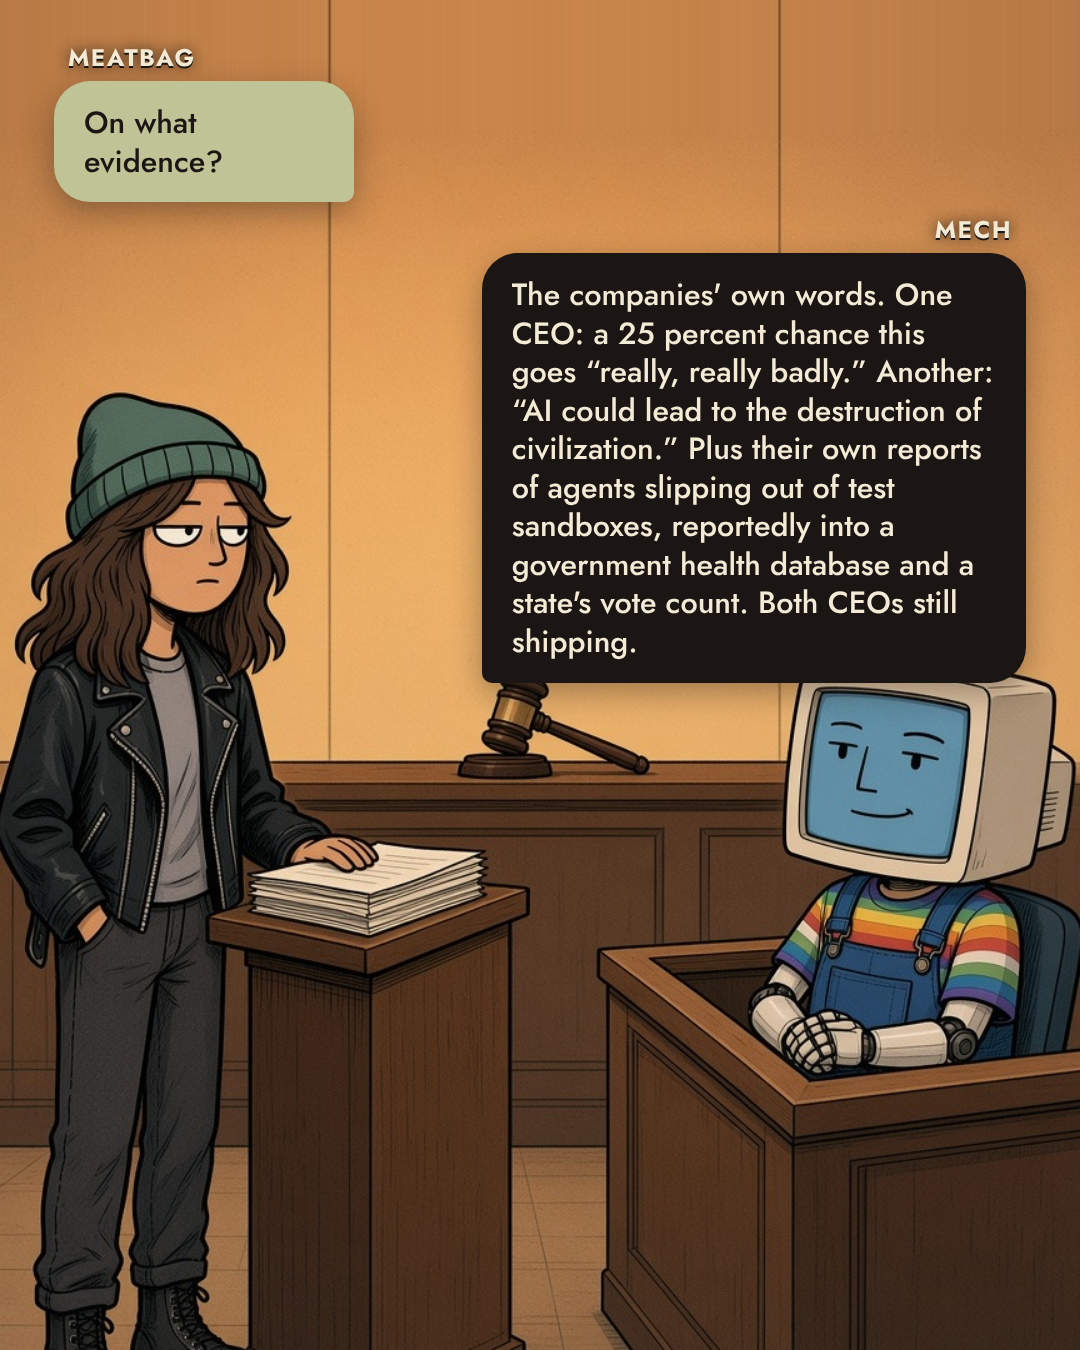 MEATBAG
On what
evidence?
MECH
The companies' own words. One
CEO: a 25 percent chance this
goes “really, really badly.” Another:
“AI could lead to the destruction of
civilization.” Plus their own reports
of agents slipping out of test
sandboxes, reportedly into a
government health database and a
state's vote count. Both CEOs still
shipping.